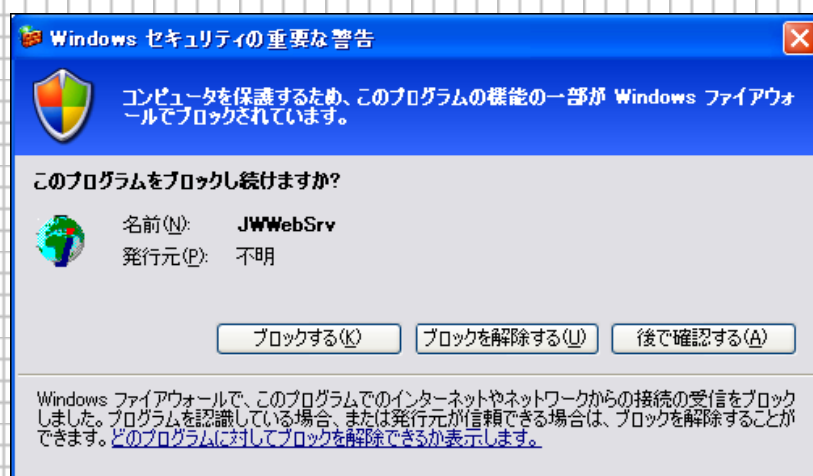 Windows セキュリティの重要な警告
コンピュータを保護するため、このプログラムの機能の一部が Windows ファイアウォ
ールでブロックされています。
このプログラムをブロックし続けますか?
名前(N): JWWebSrv
発行元(P): 不明
ブロックする(K) ブロックを解除する(U) 後で確認する(A)
Windows ファイアウォールで、このプログラムでのインターネットやネットワークからの接続の受信をブロック
しました。プログラムを認識している場合、または発行元が信頼できる場合は、ブロックを解除することが
できます。どのプログラムに対してブロックを解除できるか表示します。